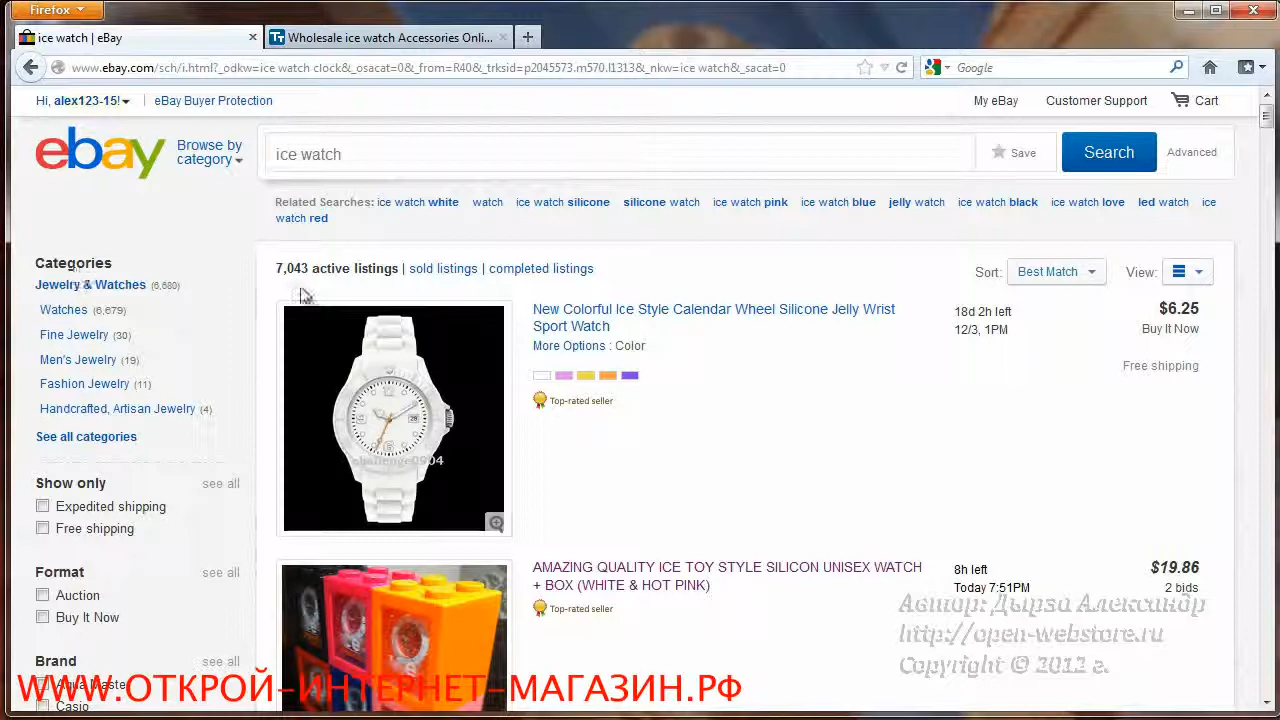 Firefox
ice watch | eBay
Wholesale ice watch Accessories Onli...
www.ebay.com/sch/i.html?_odkw=ice watch clock&_osacat=0&_from=R40&_trksid=p2045573.m570.l1313&_nkw=ice watch&_sacat=0
Google
Hi, alex123-15!
eBay Buyer Protection
My eBay
Customer Support
Cart
ebay
Browse by
category
ice watch
Save
Search
Advanced
Related Searches: ice watch white watch ice watch silicone silicone watch ice watch pink ice watch blue jelly watch ice watch black ice watch love led watch ice
watch red
Categories
Jewelry & Watches (6,680)
Watches (6,679)
Fine Jewelry (30)
Men's Jewelry (19)
Fashion Jewelry (11)
Handcrafted, Artisan Jewelry (4)
See all categories
Show only see all
Expedited shipping
Free shipping
Format see all
Auction
Buy It Now
Brand see all
Aqua Master
Casio
7,043 active listings | sold listings | completed listings
Sort: Best Match
View:
New Colorful Ice Style Calendar Wheel Silicone Jelly Wrist
Sport Watch
More Options : Color
Top-rated seller
18d 2h left
12/3, 1PM
$6.25
Buy It Now
Free shipping
challenge0904
AMAZING QUALITY ICE TOY STYLE SILICON UNISEX WATCH
+ BOX (WHITE & HOT PINK)
Top-rated seller
8h left
Today 7:51PM
$19.86
2 bids
Автор: Дырза Александр
http://open-webstore.ru
Copyright © 2012 г.
WWW.ОТКРОЙ-ИНТЕРНЕТ-МАГАЗИН.РФ